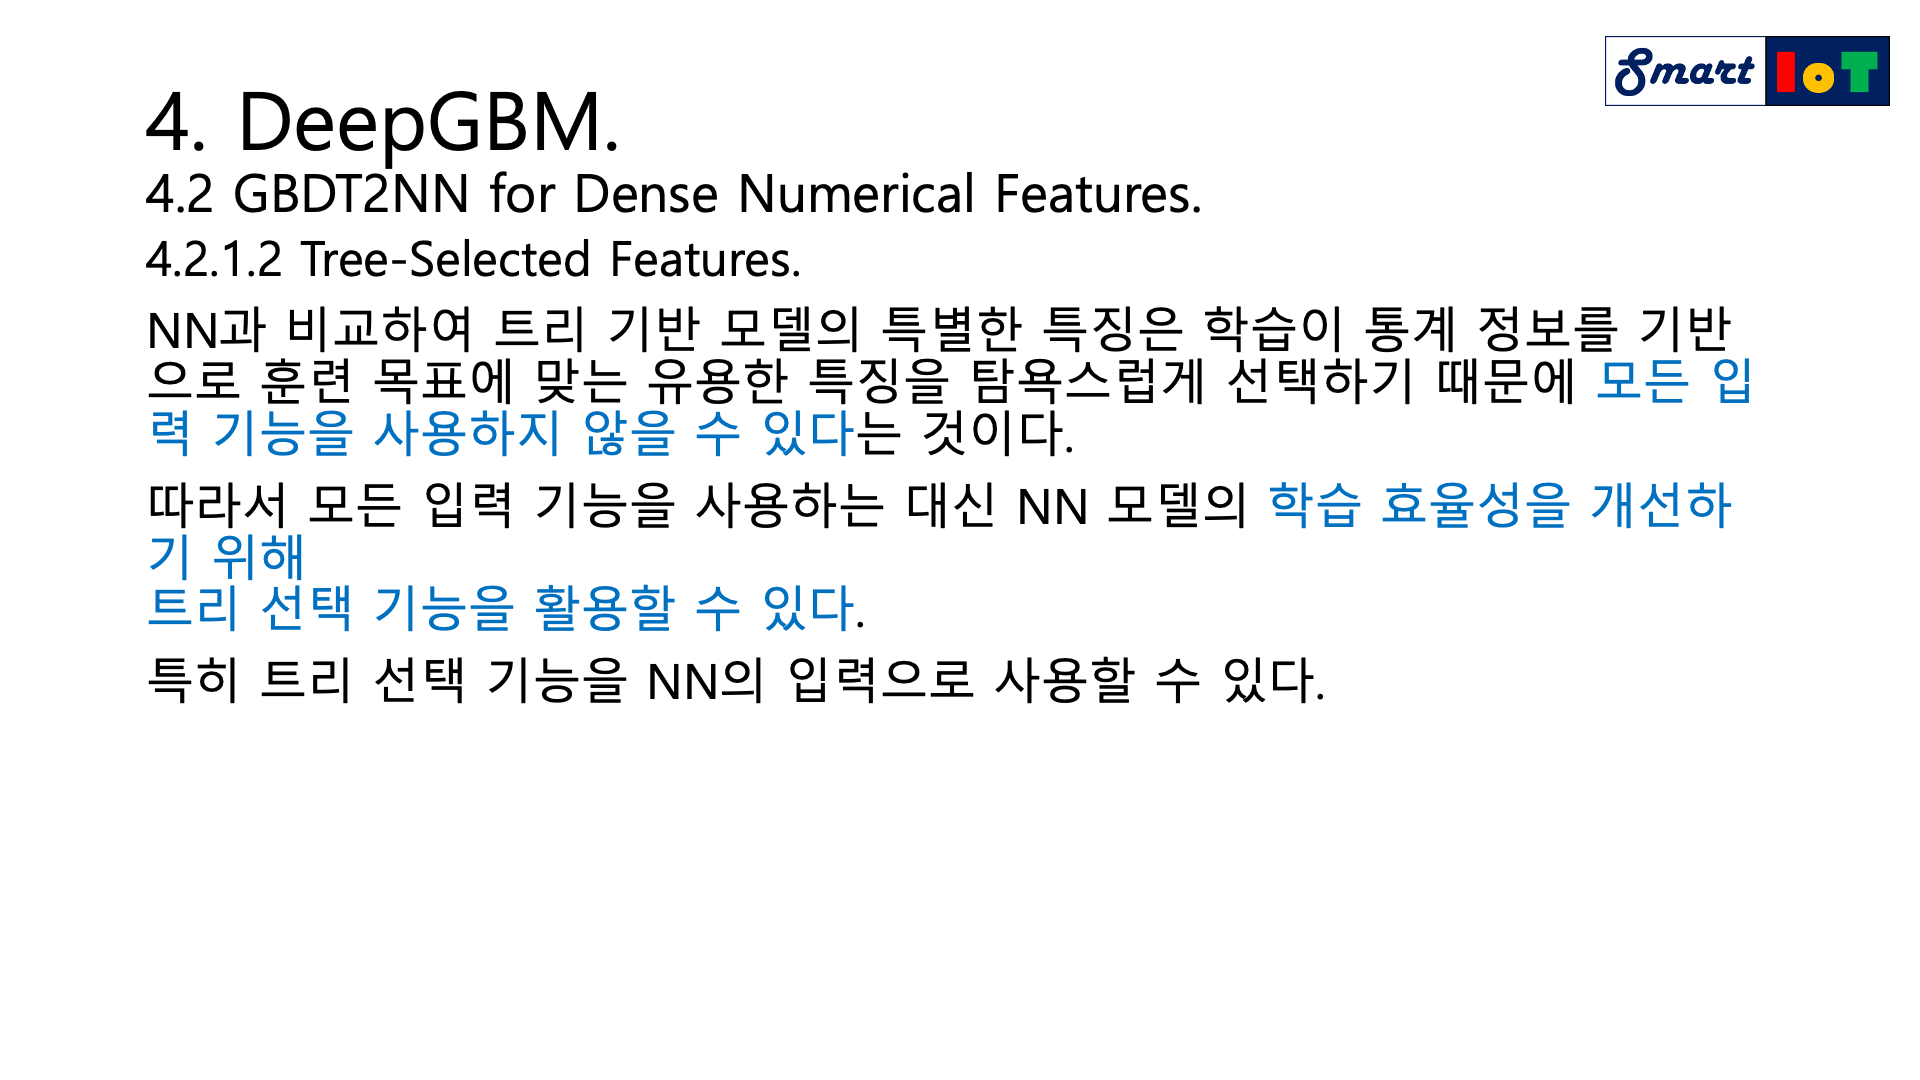 Smart IoT
4. DeepGBM.
4.2 GBDT2NN for Dense Numerical Features.
4.2.1.2 Tree-Selected Features.
NN과 비교하여 트리 기반 모델의 특별한 특징은 학습이 통계 정보를 기반
으로 훈련 목표에 맞는 유용한 특징을 탐욕스럽게 선택하기 때문에 모든 입
력 기능을 사용하지 않을 수 있다는 것이다.
따라서 모든 입력 기능을 사용하는 대신 NN 모델의 학습 효율성을 개선하
기 위해
트리 선택 기능을 활용할 수 있다.
특히 트리 선택 기능을 NN의 입력으로 사용할 수 있다.